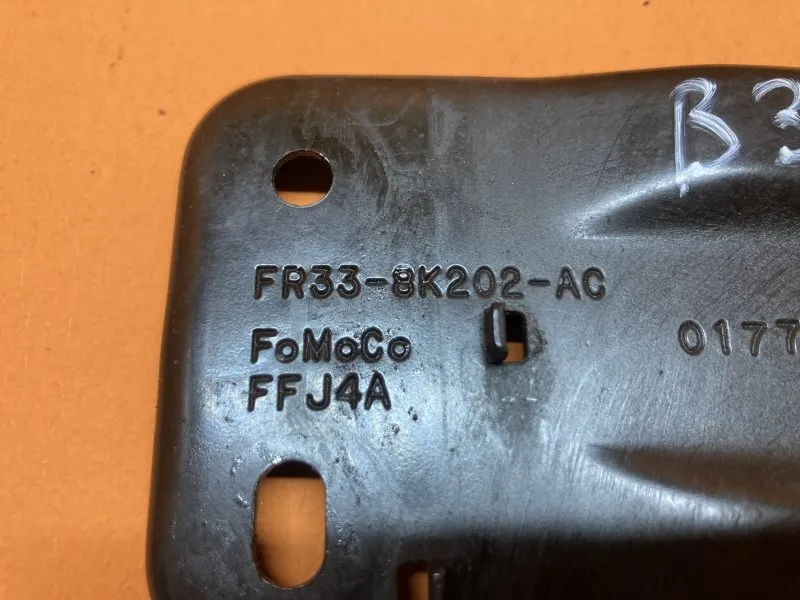 B3
FR33-8K202-AC
FoMoCo
FFJ4A
0177